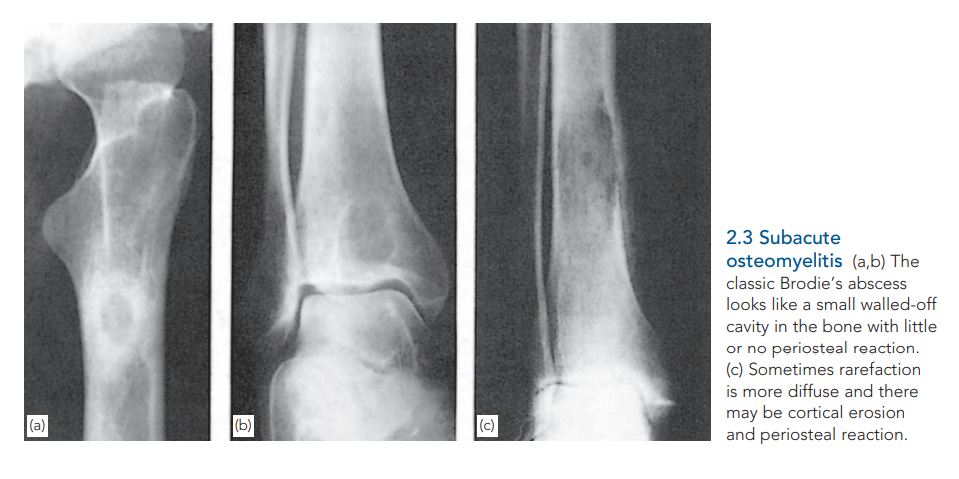 (a)
(b)
(c)
2.3 Subacute
osteomyelitis (a,b) The
classic Brodie’s abscess
looks like a small walled-off
cavity in the bone with little
or no periosteal reaction.
(c) Sometimes rarefaction
is more diffuse and there
may be cortical erosion
and periosteal reaction.